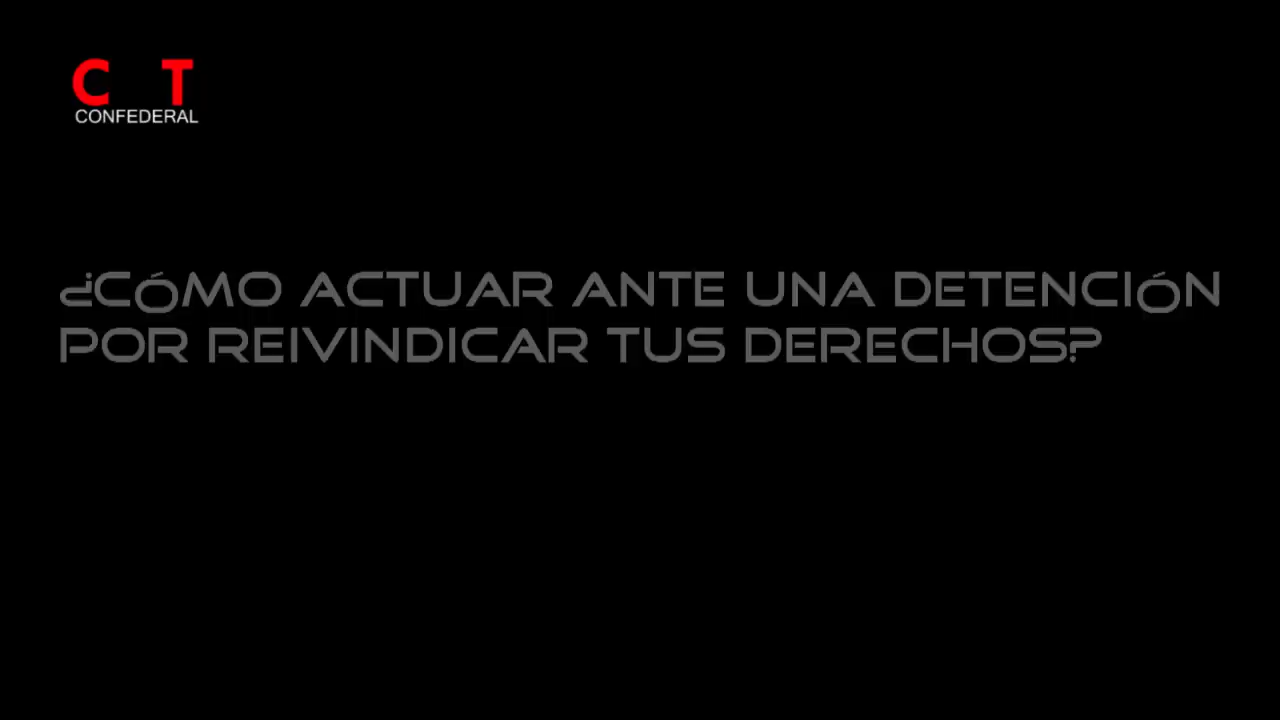 C T
CONFEDERAL
¿CÓMO ACTUAR ANTE UNA DETENCIÓN
POR REIVINDICAR TUS DERECHOS?